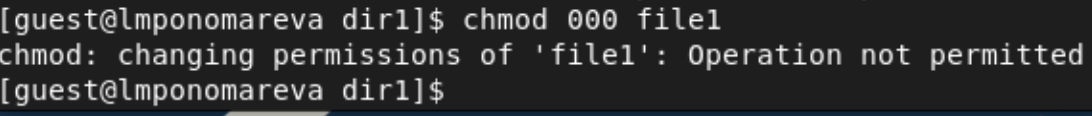 [guest@lmponomareva dir1]$ chmod 000 file1
chmod: changing permissions of 'file1': Operation not permitted
[guest@lmponomareva dir1]$